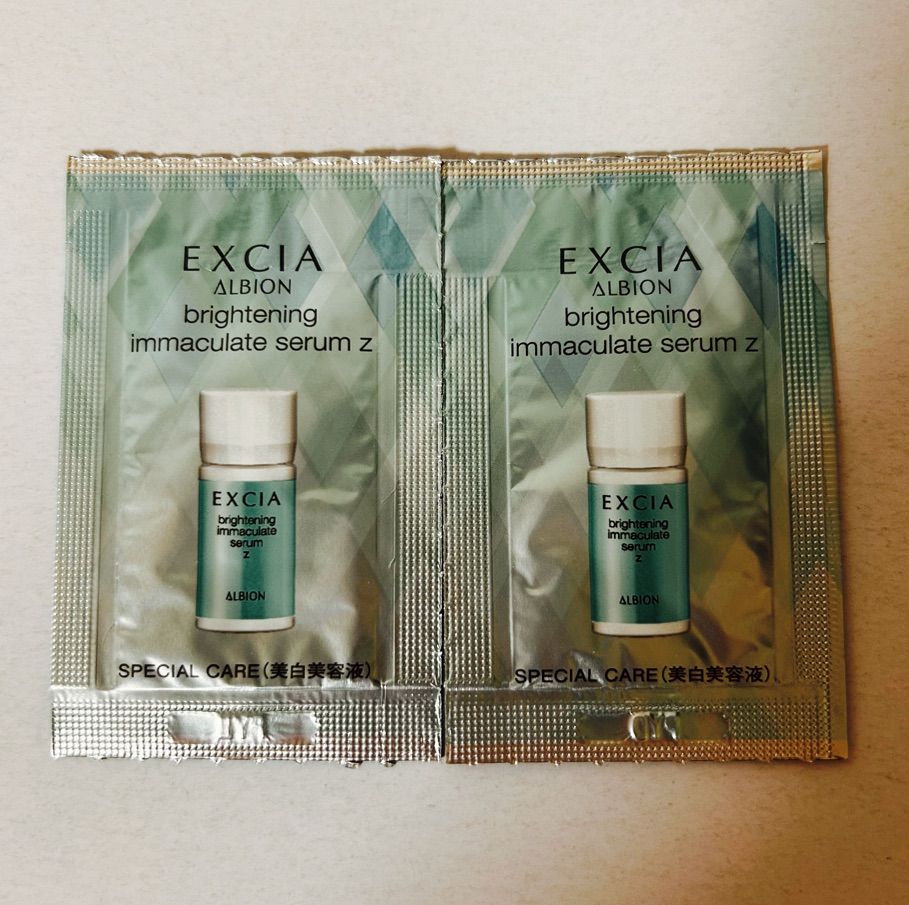 EXCIA
ALBION
brightening
immaculate serum z
EXCIA
brightening
immaculate
serum
z
ALBION
SPECIAL CARE(美白美容液)
EXCIA
ALBION
brightening
immaculate serum z
EXCIA
brightening
immaculate
serum
z
ALBION
SPECIAL CARE(美白美容液)